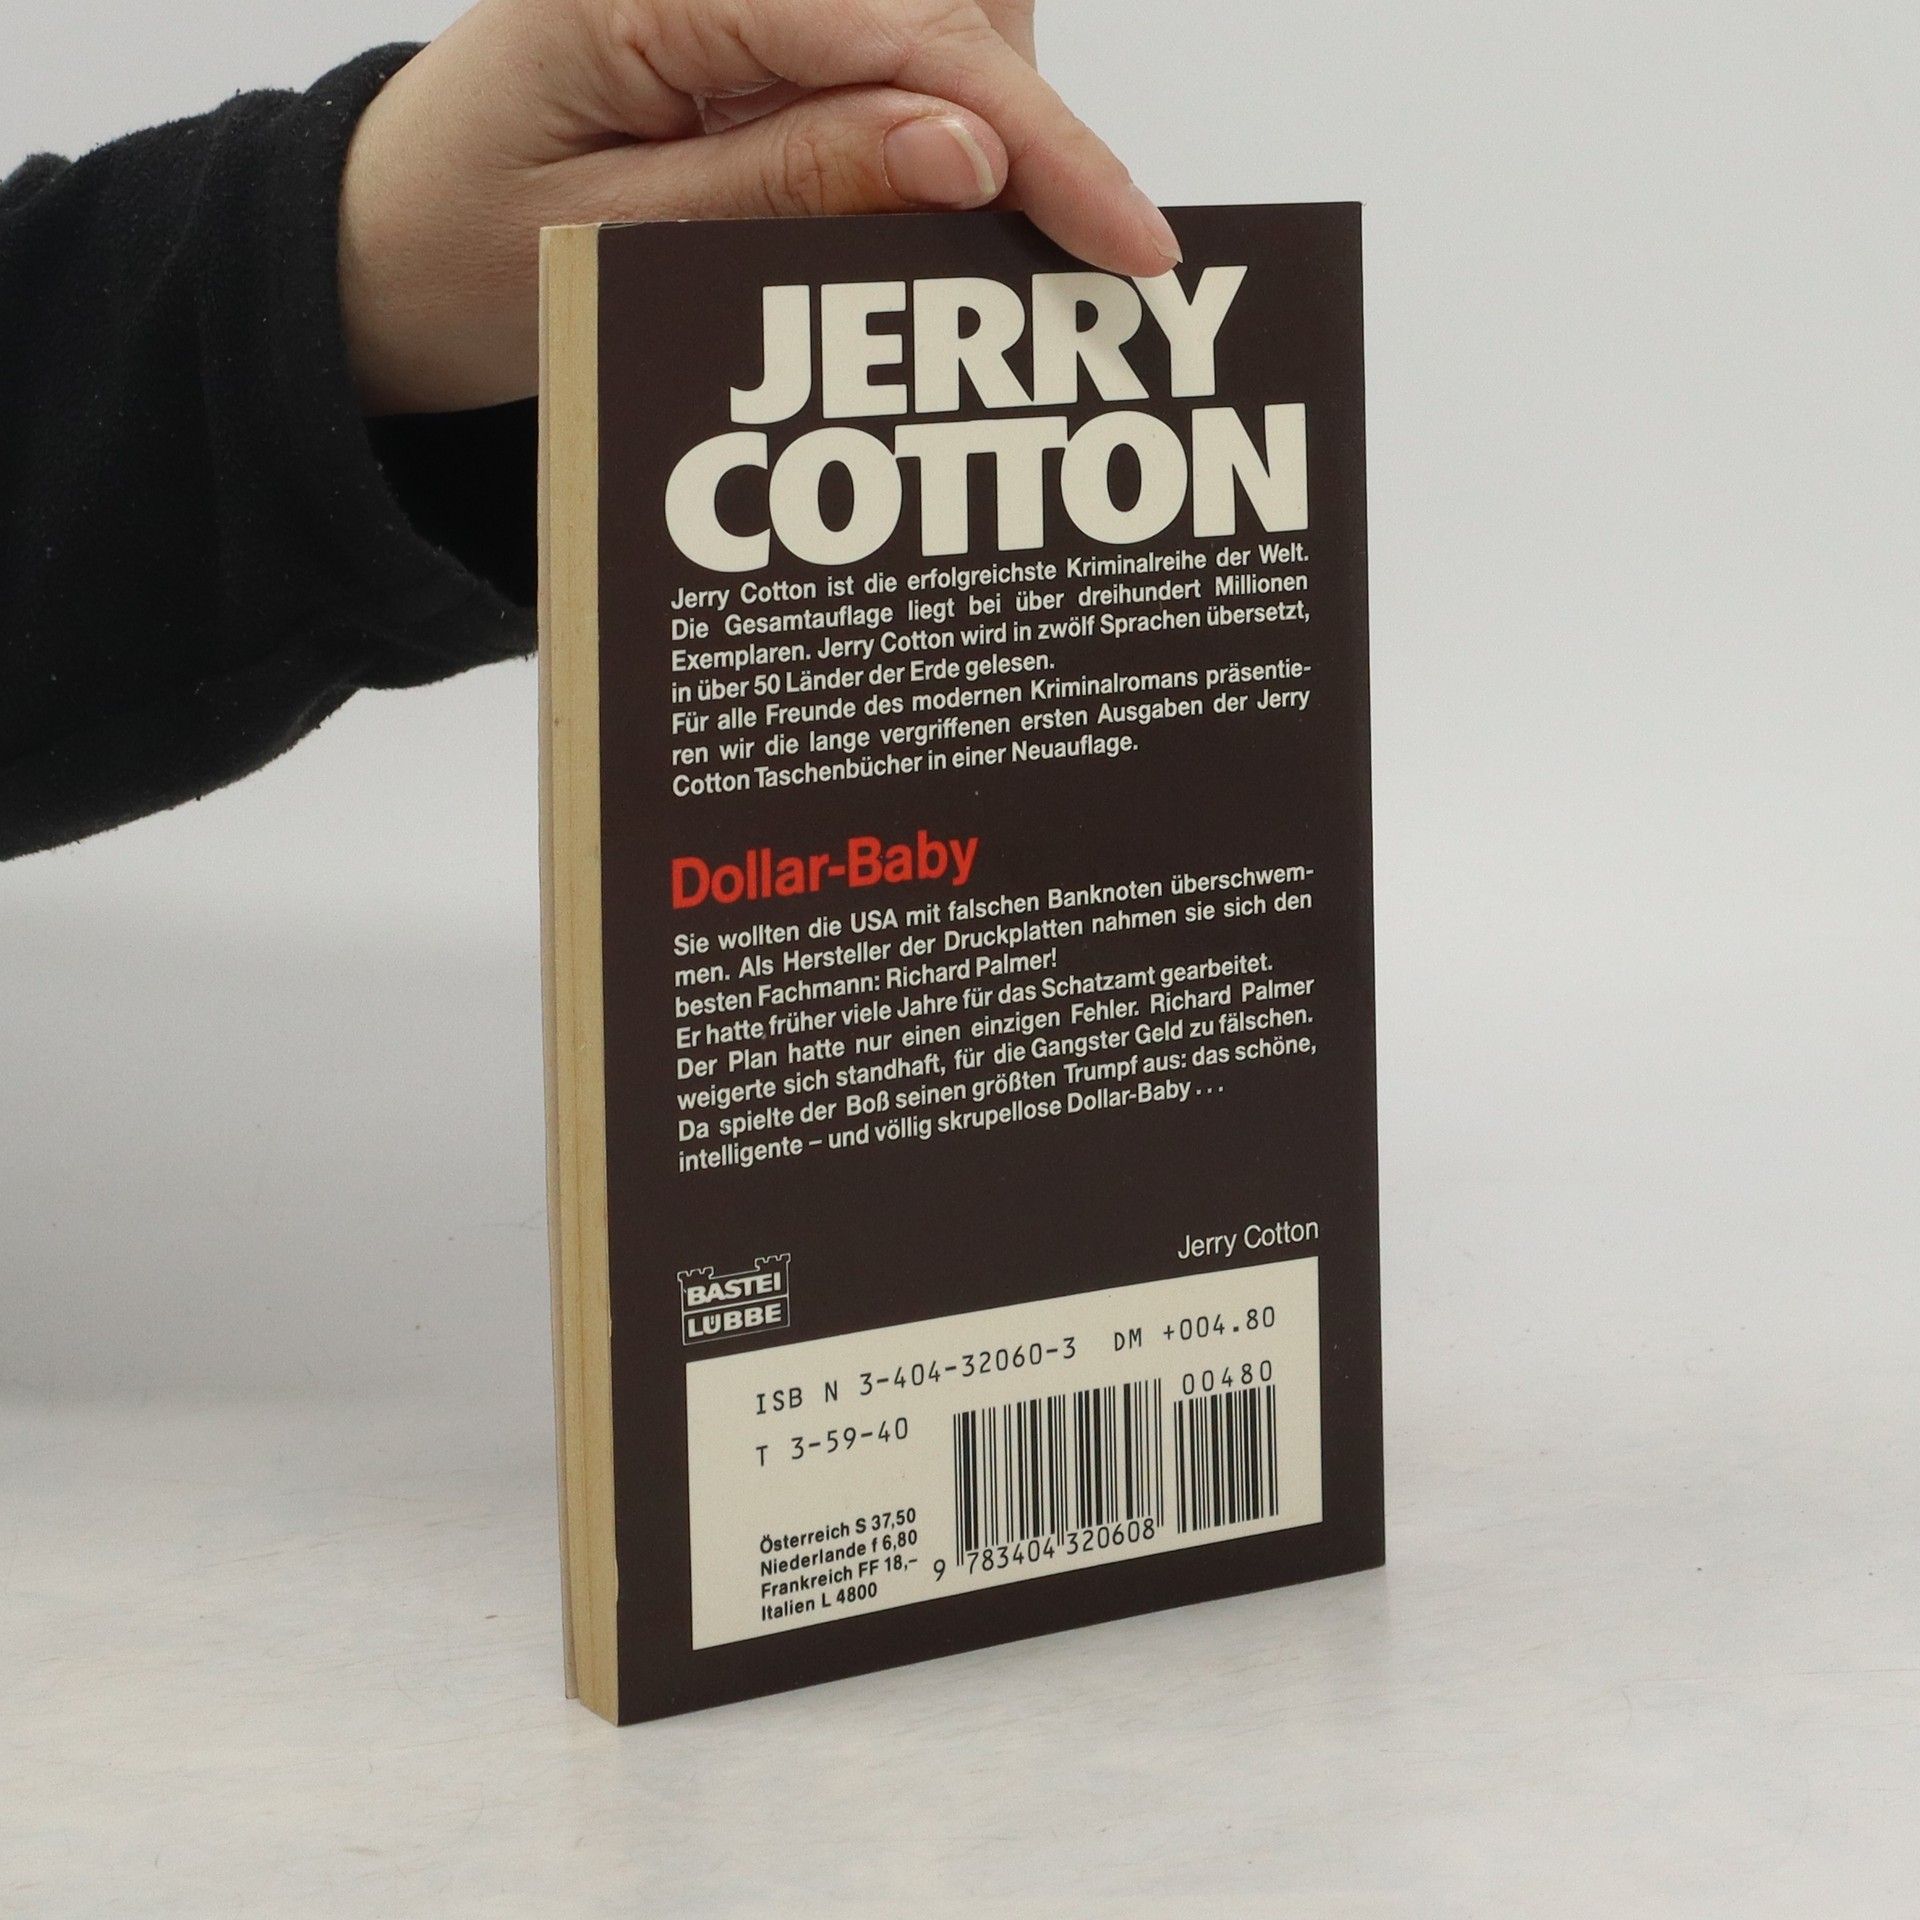 JERRY
COTTON
Jerry Cotton ist die erfolgreichste Kriminalreihe der Welt.
Die Gesamtauflage liegt bei über dreihundert Millionen
Exemplaren. Jerry Cotton wird in zwölf Sprachen übersetzt,
in über 50 Länder der Erde gelesen.
Für alle Freunde des modernen Kriminalromans präsentie-
ren wir die lange vergriffenen ersten Ausgaben der Jerry
Cotton Taschenbücher in einer Neuauflage.
Dollar-Baby
Sie wollten die USA mit falschen Banknoten überschwem-
men. Als Hersteller der Druckplatten nahmen sie sich den
besten Fachmann: Richard Palmer!
Er hatte früher viele Jahre für das Schatzamt gearbeitet.
Der Plan hatte nur einen einzigen Fehler. Richard Palmer
weigerte sich standhaft, für die Gangster Geld zu fälschen.
Da spielte der Boß seinen größten Trumpf aus: das schöne,
intelligente – und völlig skrupellose Dollar-Baby . . .
Jerry Cotton
BASTEI
LÜBBE
ISB N 3-404-32060-3 DM +004.80
T 3-59-40
00480
Österreich S 37,50
Niederlande f 6,80
Frankreich FF 18,–
Italien L 4800
9 783404 320608